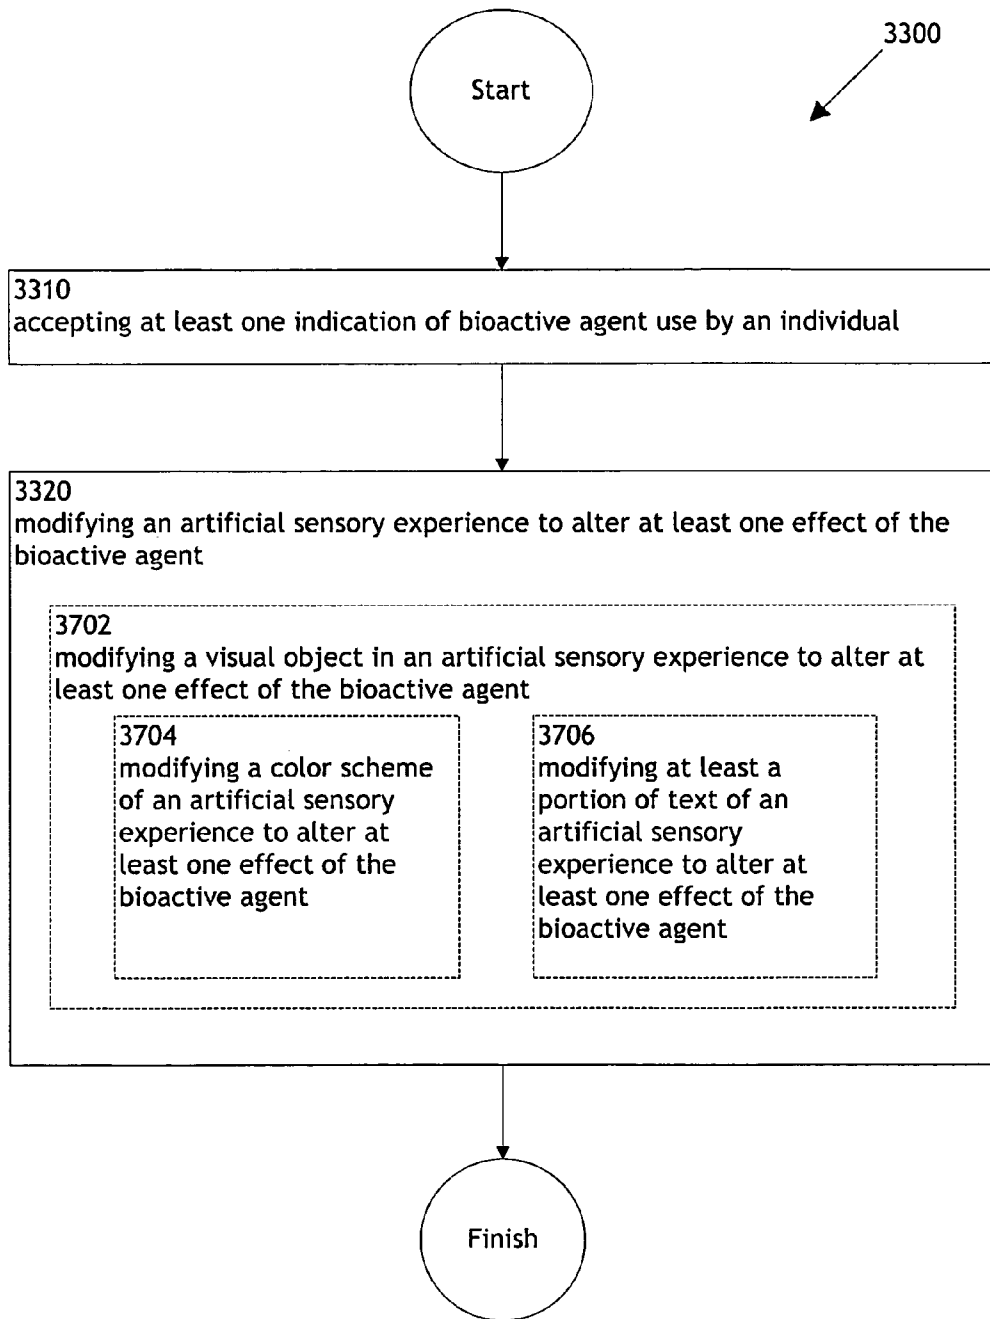 Start
3300
3310
accepting at least one indication of bioactive agent use by an individual
3320
modifying an artificial sensory experience to alter at least one effect of the
bioactive agent
3702
modifying a visual object in an artificial sensory experience to alter at
least one effect of the bioactive agent
3704
modifying a color scheme
of an artificial sensory
experience to alter at
least one effect of the
bioactive agent
3706
modifying at least a
portion of text of an
artificial sensory
experience to alter at
least one effect of the
bioactive agent
Finish